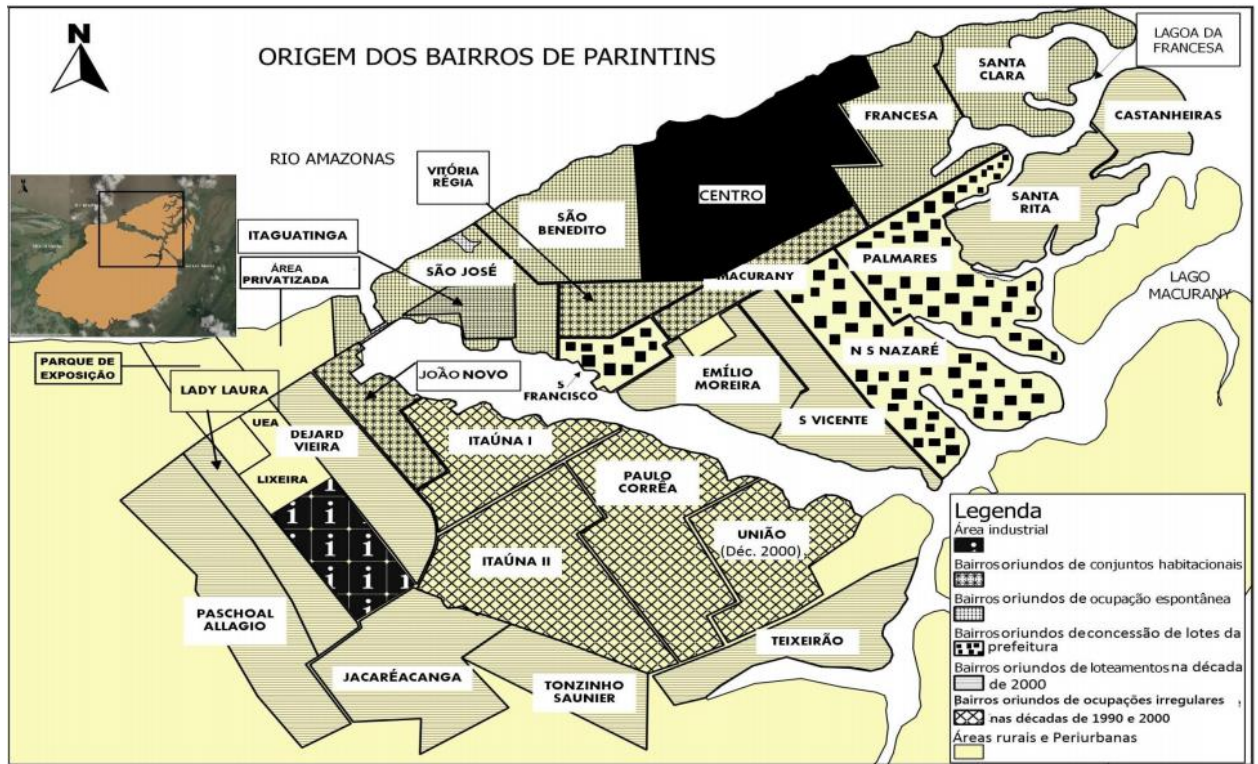 N
ORIGEM DOS BAIRROS DE PARINTINS
LAGOA DA
FRANCESA
SANTA
CLARA
FRANCESA
CASTANHEIRAS
RIO AMAZONAS
VITÓRIA
RÉGIA
CENTRO
SANTA
RITA
SÃO
BENEDITO
ITAGUATINGA
ÁREA
PRIVATIZADA
SÃO JOSÉ
MACURANY
PALMARES
LAGO
MACURANY
PARQUE DE
EXPOSIÇÃO
LADY LAURA
JOÃO NOVO
S
FRANCISCO
EMÍLIO
MOREIRA
N S NAZARÉ
S VICENTE
UEA
DEJARD
VIEIRA
ITAÚNA I
LIXEIRA
PAULO
CORRÊA
UNIÃO
(Déc. 2000)
ITAÚNA II
i i i i i i i i i
PASCHOAL
ALLAGIO
JACARÉACANGA
TONZINHO
SAUNIER
TEIXEIRÃO
Legenda
Área industrial
Bairros oriundos de conjuntos habitacionais
Bairros oriundos de ocupação espontânea
Bairros oriundos de concessão de lotes da
prefeitura
Bairros oriundos de loteamentos na década
de 2000
Bairros oriundos de ocupações irregulares
nas décadas de 1990 e 2000
Áreas rurais e Periurbanas